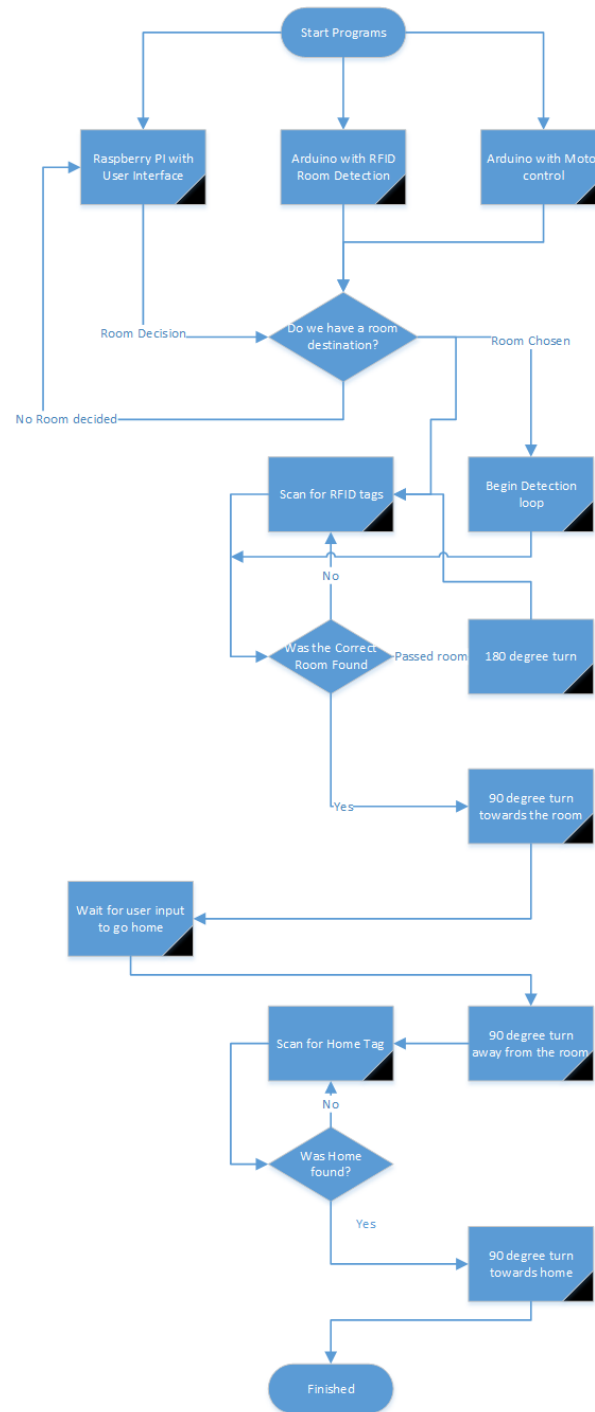 Start Programs
Raspberry PI with
User Interface
Arduino with RFID
Room Detection
Arduino with Moto
control
Do we have a room
destination?
Room Decision
Room Chosen
No Room decided
Scan for RFID tags
Begin Detection
loop
No
Was the Correct
Room Found
Passed room
180 degree turn
90 degree turn
towards the room
Yes
Wait for user input
to go home
Scan for Home Tag
90 degree turn
away from the room
No
Was Home
found?
Yes
90 degree turn
towards home
Finished